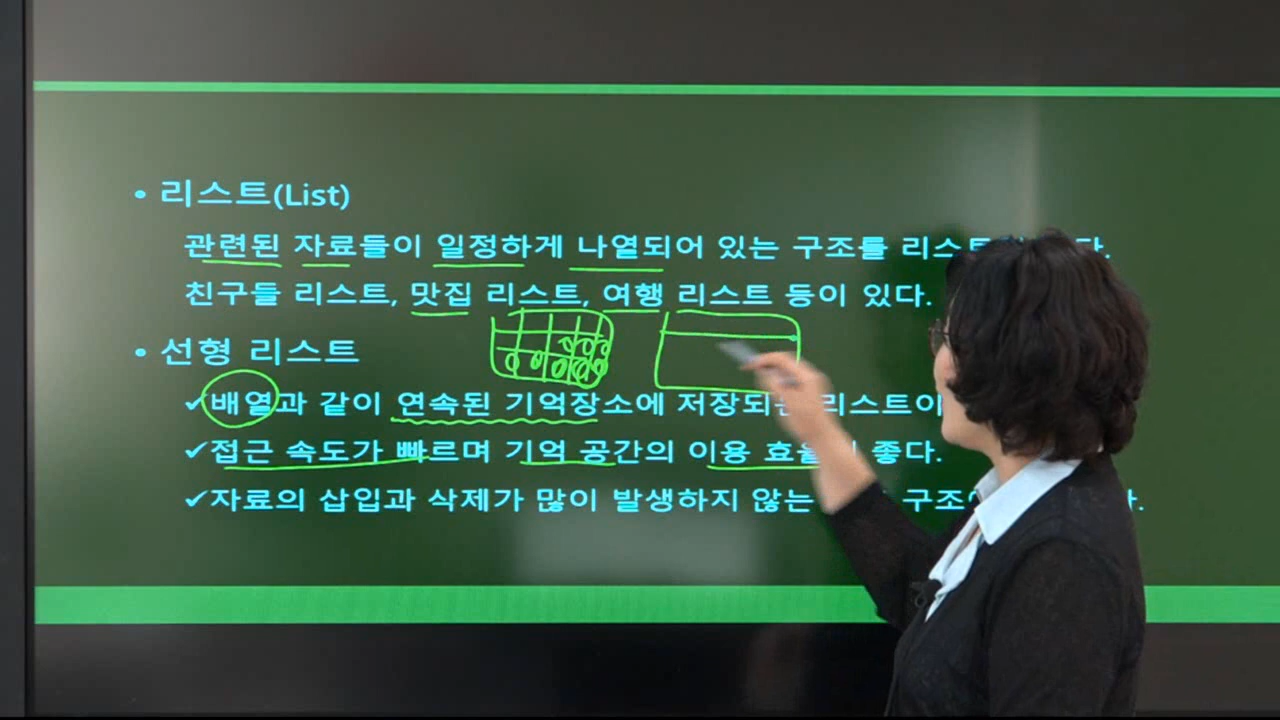 • 리스트(List)
관련된 자료들이 일정하게 나열되어 있는 구조를 리스트
친구들 리스트, 맛집 리스트, 여행 리스트 등이 있다.
• 선형 리스트
✓배열과 같이 연속된 기억장소에 저장되는 리스트이
✓접근 속도가 빠르며 기억 공간의 이용 효율이 좋다.
✓자료의 삽입과 삭제가 많이 발생하지 않는 구조에